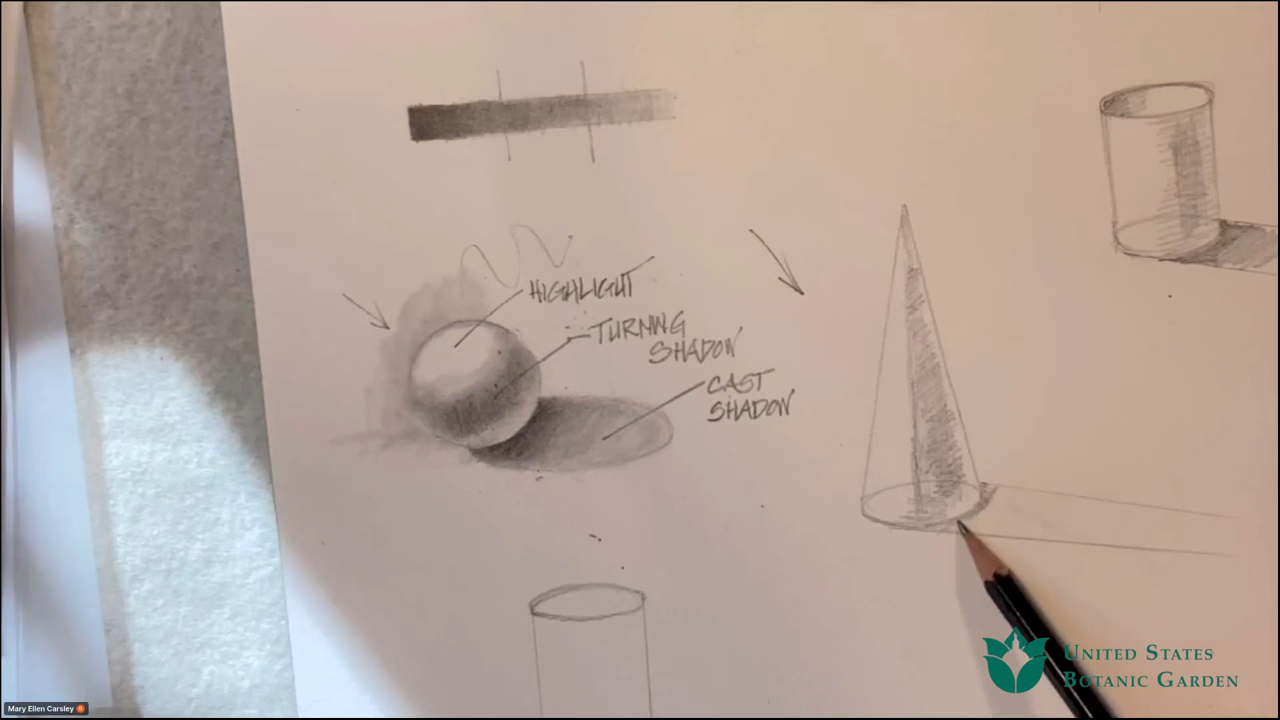 HIGHLIGHT
TURNING
SHADOW
CAST
SHADOW
UNITED STATES
BOTANIC GARDEN
Mary Ellen Carsley